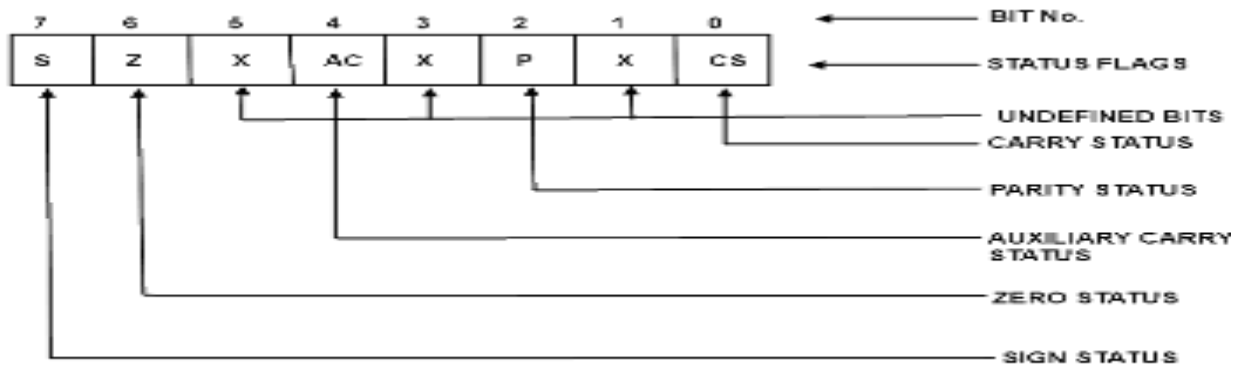 7 6 5 4 3 2 1 0 BIT No.
S Z X AC X P X CS STATUS FLAGS
UNDEFINED BITS
CARRY STATUS
PARITY STATUS
AUXILIARY CARRY
STATUS
ZERO STATUS
SIGN STATUS